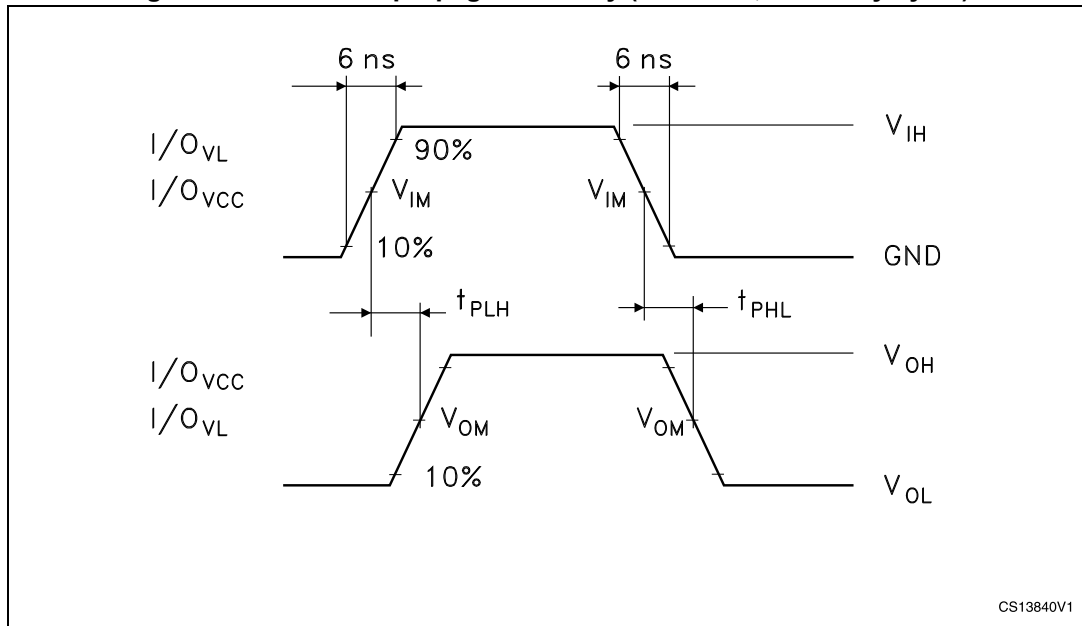 6 ns 6 ns
I/O_VL V_IH
90%
I/O_VCC V_IM V_IM
10% GND
t_PLH t_PHL
I/O_VCC V_OH
I/O_VL V_OM V_OM
10% V_OL
CS13840V1